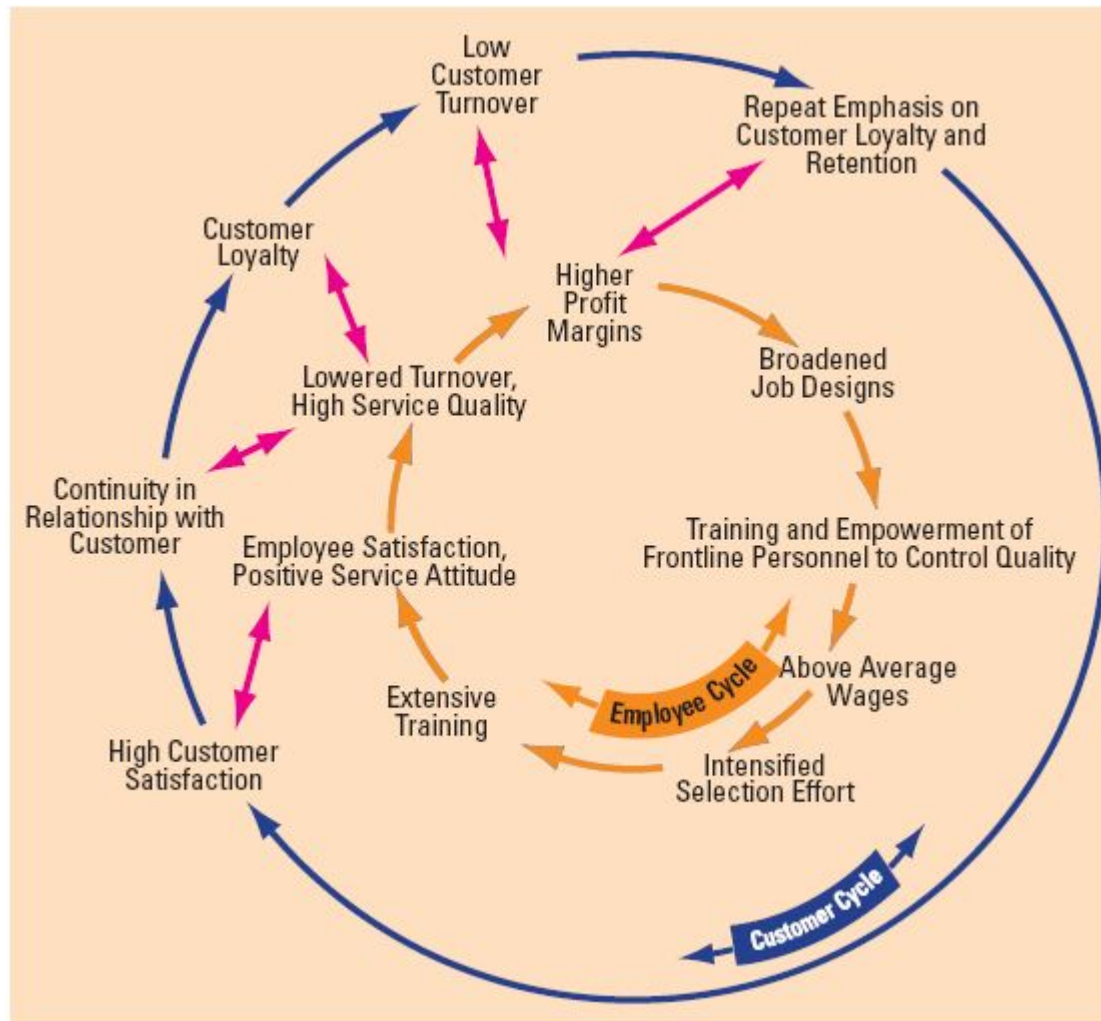 Low
Customer
Turnover
Repeat Emphasis on
Customer Loyalty and
Retention
Customer
Loyalty
Higher
Profit
Margins
Broadened
Job Designs
Lowered Turnover,
High Service Quality
Continuity in
Relationship with
Customer
Employee Satisfaction,
Positive Service Attitude
Training and Empowerment of
Frontline Personnel to Control Quality
Extensive
Training
Employee Cycle
Above Average
Wages
High Customer
Satisfaction
Intensified
Selection Effort
Customer Cycle